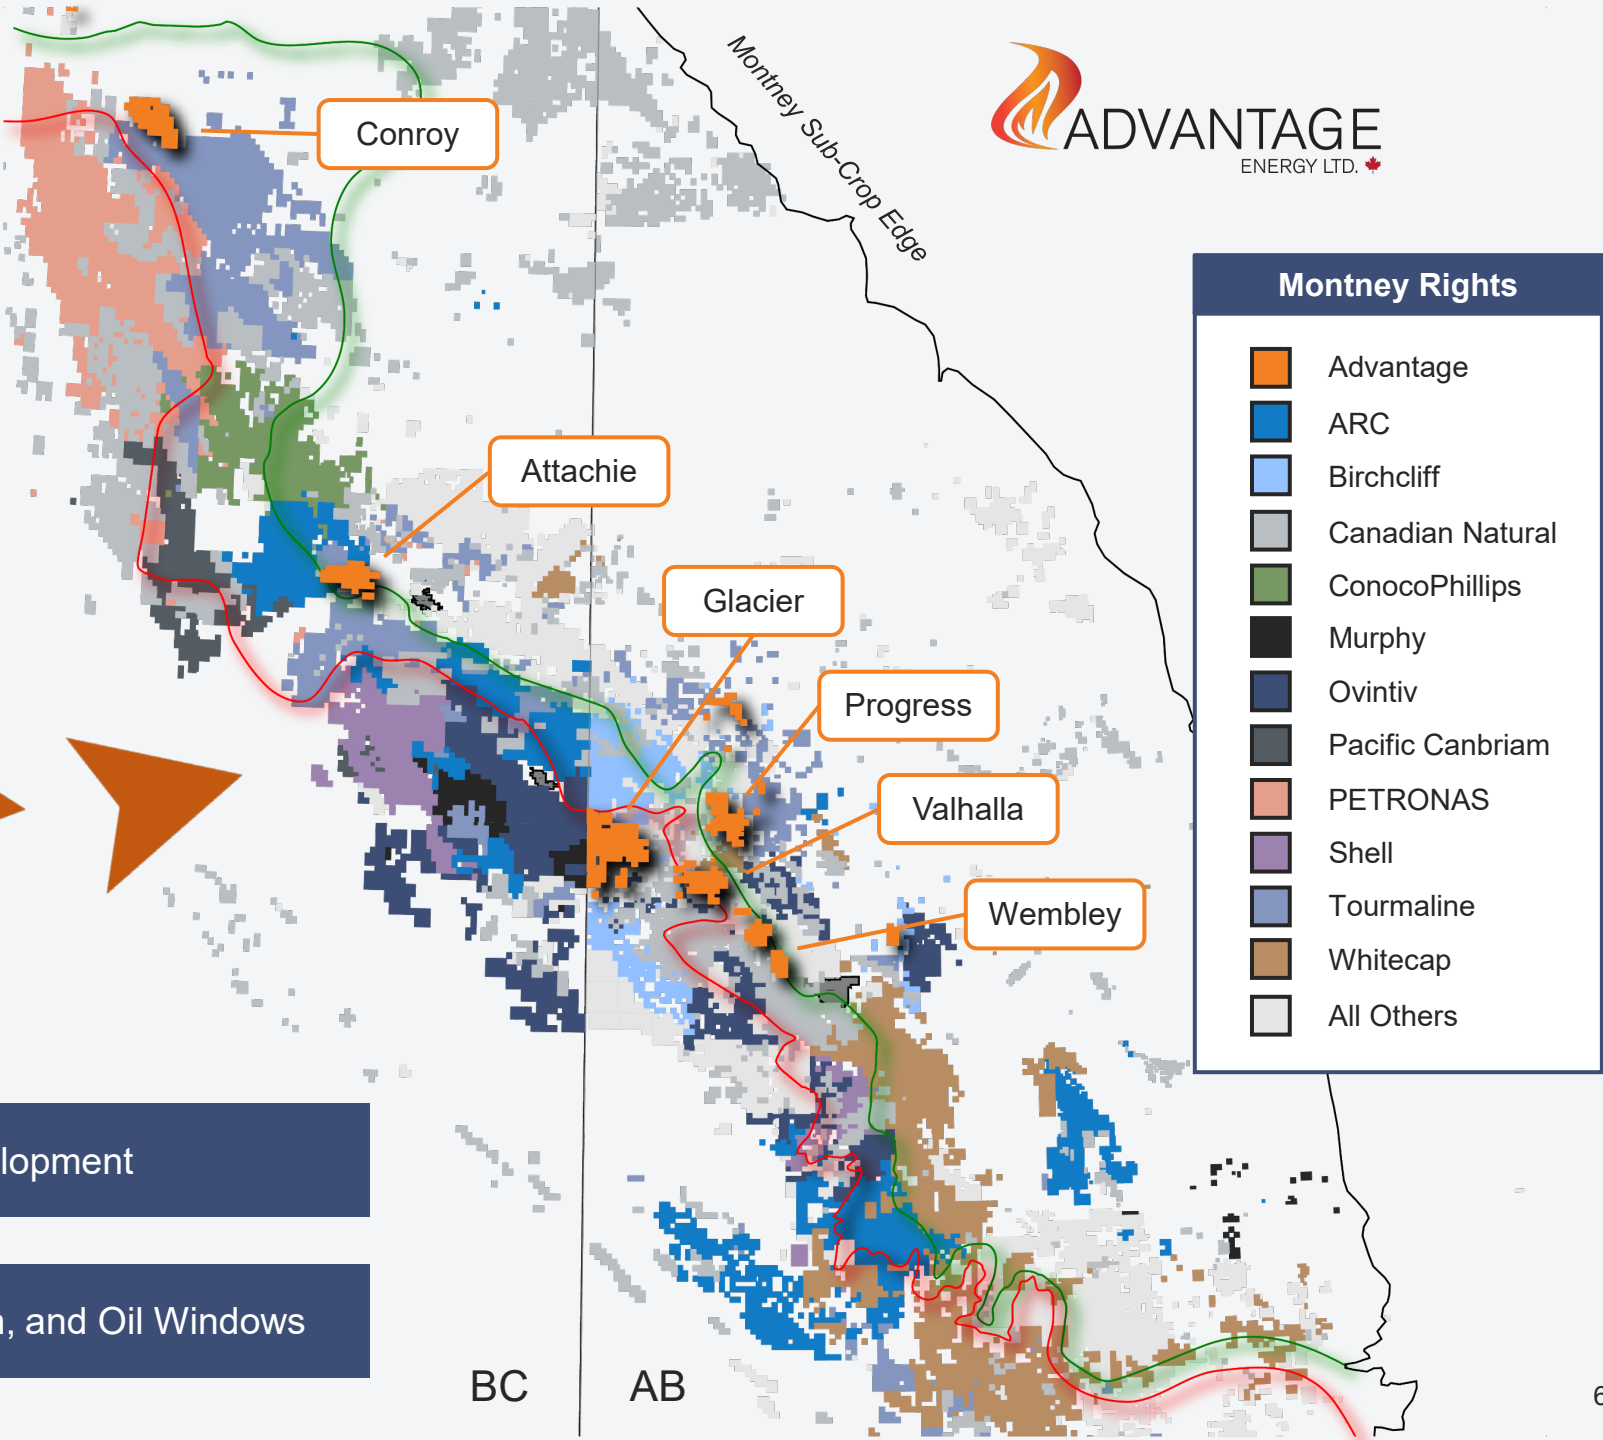 Montney Sub-Crop Edge
ADVANTAGE
ENERGY LTD.
Conroy
Attachie
Glacier
Progress
Valhalla
Wembley
Montney Rights
Advantage
ARC
Birchcliff
Canadian Natural
ConocoPhillips
Murphy
Ovintiv
Pacific Canbriam
PETRONAS
Shell
Tourmaline
Whitecap
All Others
lopment
, and Oil Windows
BC
AB
6